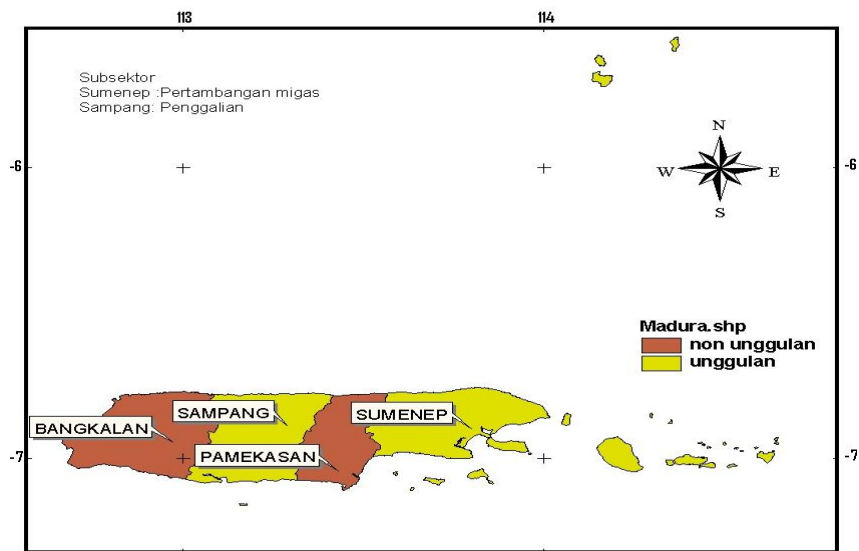 113 114
Subsektor
Sumenep :Pertambangan migas
Sampang: Penggalian
N
-6 W E -6
S
Madura.shp
non unggulan
unggulan
SAMPANG
SUMENEP
BANGKALAN
PAMEKASAN
-7 -7